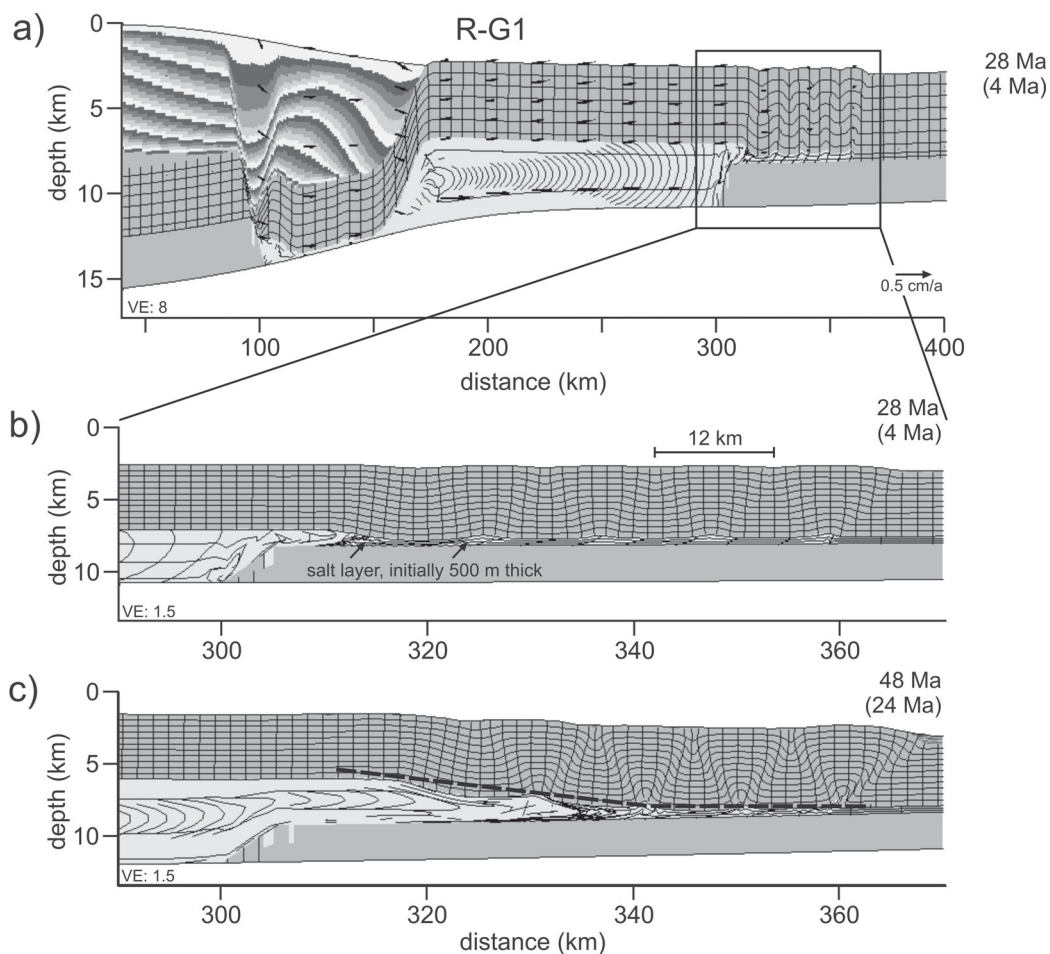 a)
R-G1
28 Ma
(4 Ma)
0
5
10
15
depth (km)
VE: 8
0.5 cm/a
100
200
300
400
distance (km)
b)
28 Ma
(4 Ma)
12 km
0
5
10
depth (km)
salt layer, initially 500 m thick
VE: 1.5
300
320
340
360
c)
48 Ma
(24 Ma)
0
5
10
depth (km)
VE: 1.5
300
320
340
360
distance (km)